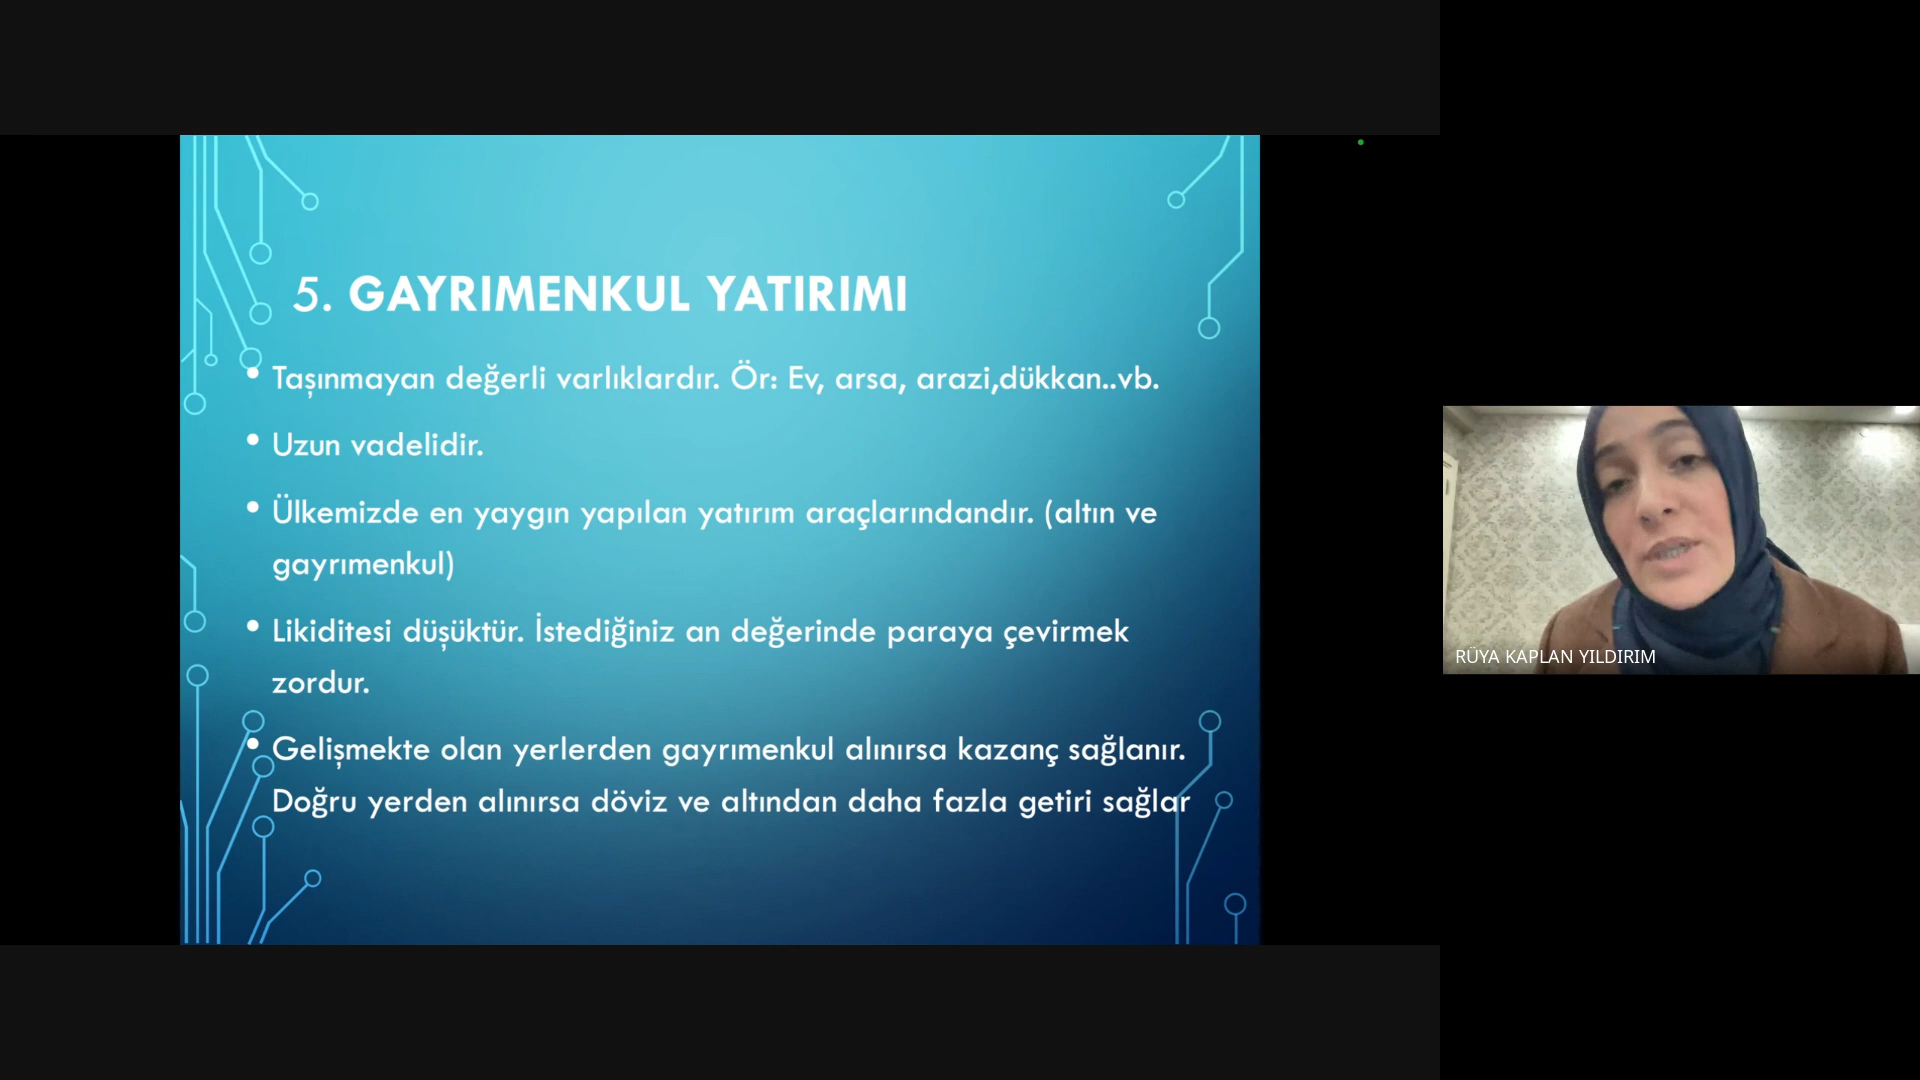 5. GAYRIMENKUL YATIRIMI
• Taşınmayan değerli varlıklardır. Ör: Ev, arsa, arazi,dükkan..vb.
• Uzun vadelidir.
• Ülkemizde en yaygın yapılan yatırım araçlarındandır. (altın ve
gayrımenkul)
• Likiditesi düşüktür. İstediğiniz an değerinde paraya çevirmek
zordur.
• Gelişmekte olan yerlerden gayrımenkul alınırsa kazanç sağlanır.
Doğru yerden alınırsa döviz ve altından daha fazla getiri sağlar
RÜYA KAPLAN YILDIRIM